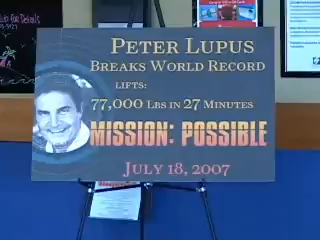 PETER LUPUS
BREAKS WORLD RECORD
LIFTS:
77,000 LBS IN 27 MINUTES
MISSION: POSSIBLE
JULY 18, 2007